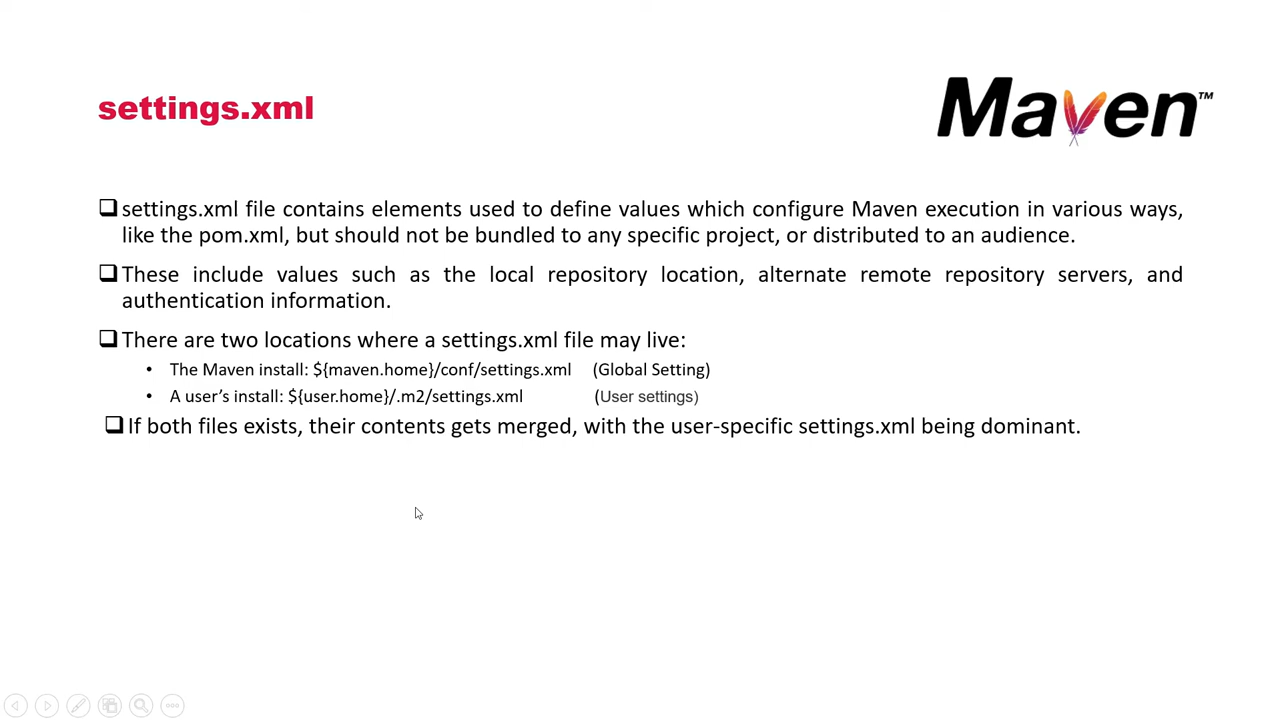 settings.xml
Maven™
settings.xml file contains elements used to define values which configure Maven execution in various ways,
like the pom.xml, but should not be bundled to any specific project, or distributed to an audience.
These include values such as the local repository location, alternate remote repository servers, and
authentication information.
There are two locations where a settings.xml file may live:
• The Maven install: ${maven.home}/conf/settings.xml (Global Setting)
• A user’s install: ${user.home}/.m2/settings.xml (User settings)
If both files exists, their contents gets merged, with the user-specific settings.xml being dominant.